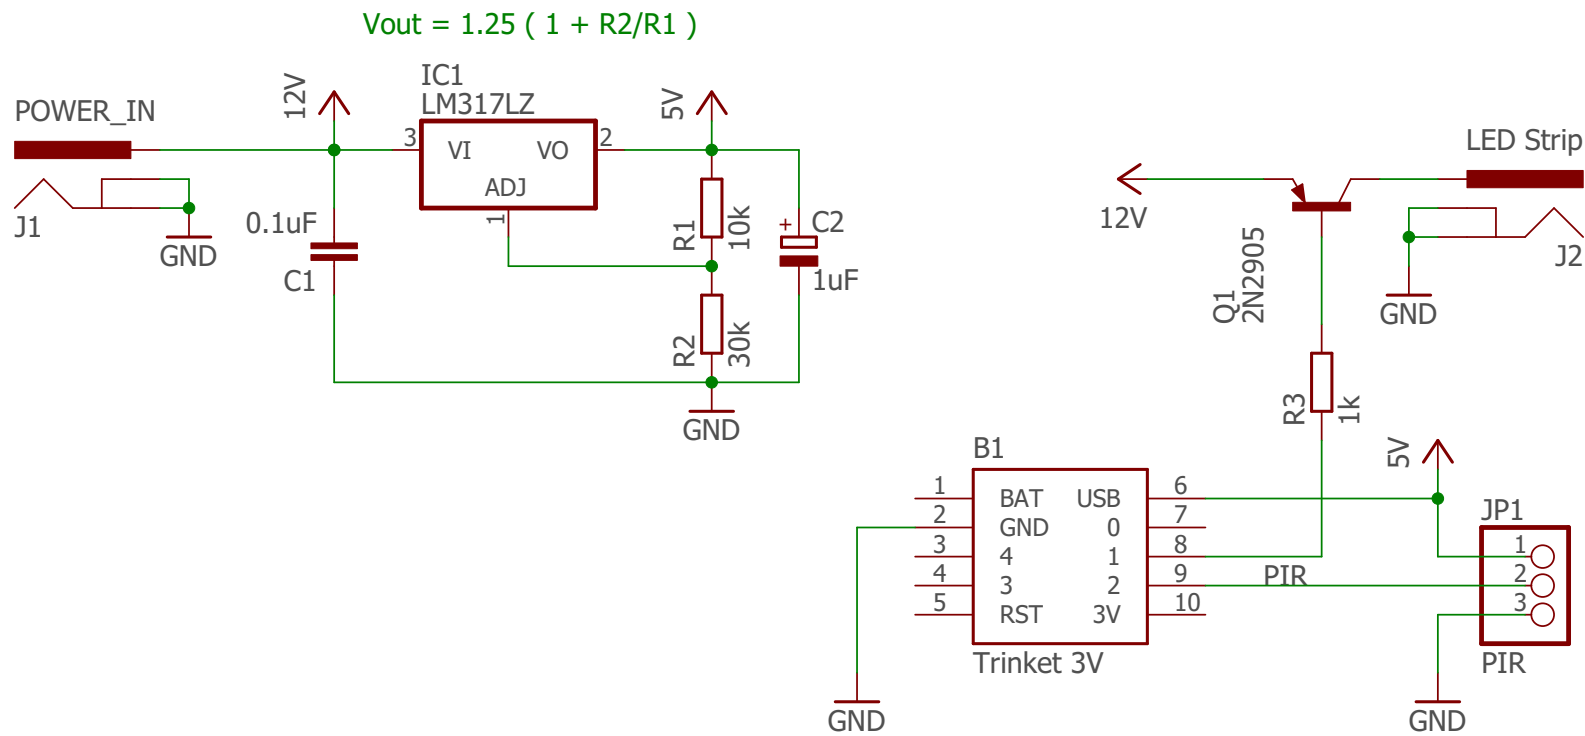 Vout = 1.25 ( 1 + R2/R1 )
POWER_IN
J1
GND
12V
0.1uF
C1
IC1
LM317LZ
3
VI
VO
2
ADJ
1
5V
R1
10k
R2
30k
C2
+
1uF
GND
12V
Q1
2N2905
LED Strip
J2
GND
R3
1k
5V
B1
1 BAT USB 6
2 GND 0 7
3 4 1 8
4 3 2 9
5 RST 3V 10
Trinket 3V
GND
PIR
JP1
1
2
3
PIR
GND